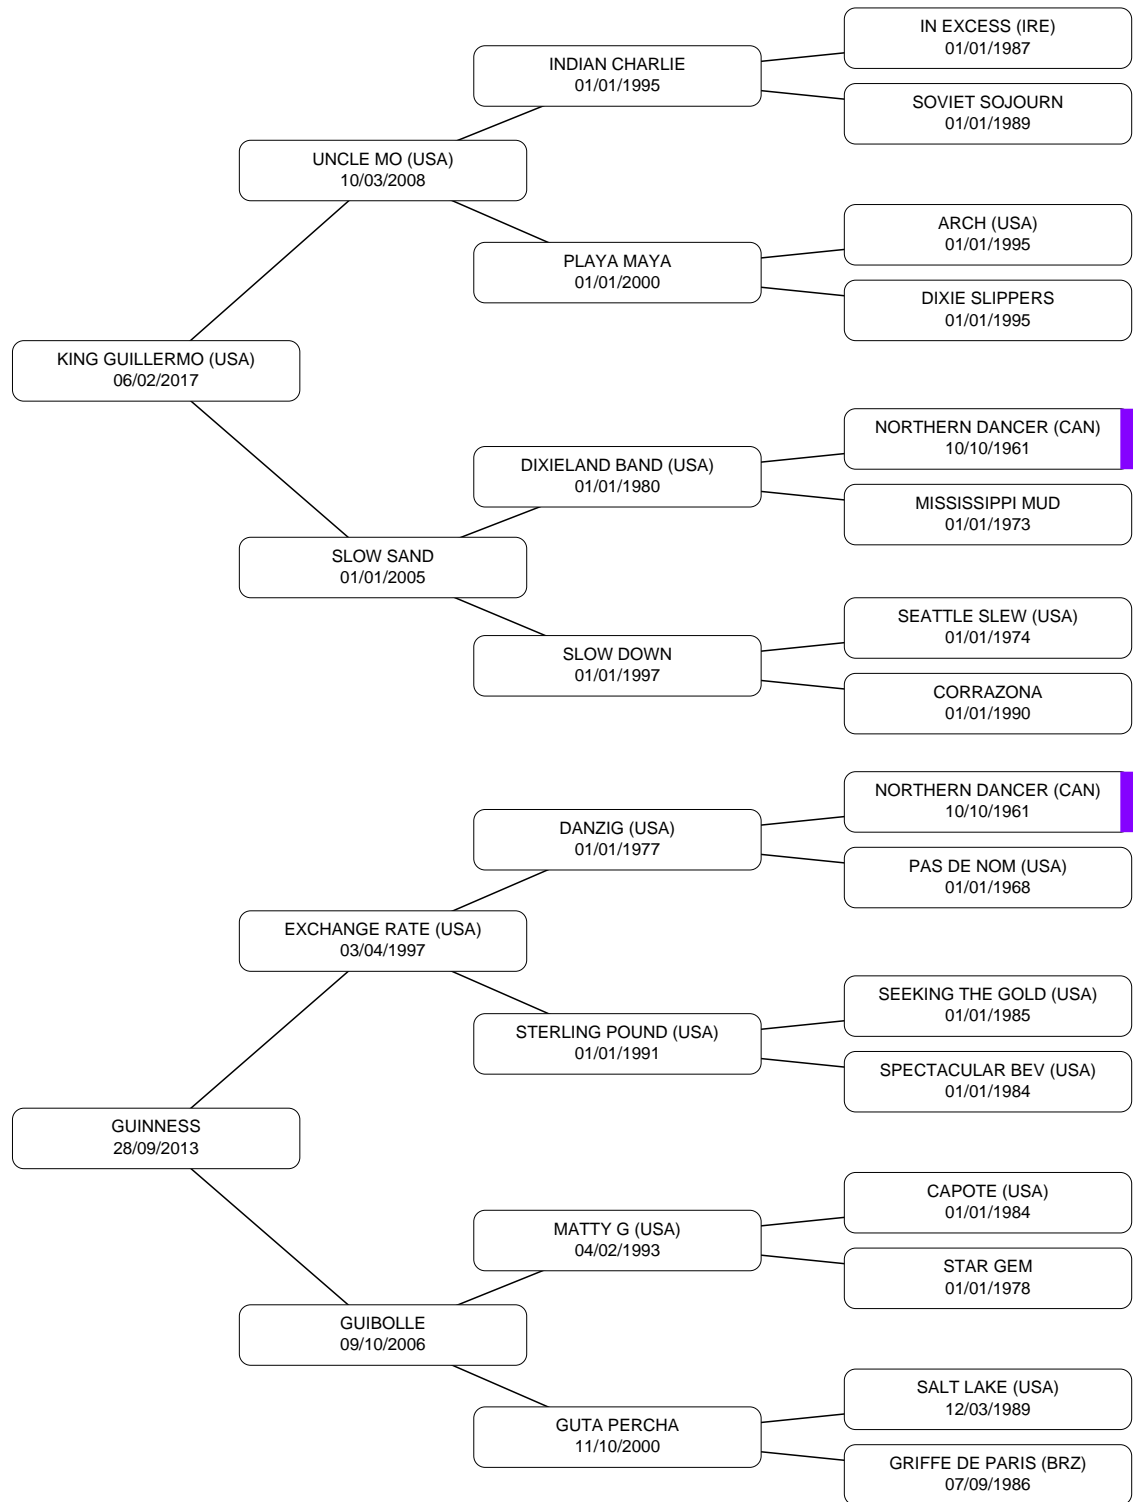 IN EXCESS (IRE)
01/01/1987
INDIAN CHARLIE
01/01/1995
SOVIET SOJOURN
01/01/1989
UNCLE MO (USA)
10/03/2008
ARCH (USA)
01/01/1995
PLAYA MAYA
01/01/2000
DIXIE SLIPPERS
01/01/1995
KING GUILLERMO (USA)
06/02/2017
NORTHERN DANCER (CAN)
10/10/1961
DIXIELAND BAND (USA)
01/01/1980
MISSISSIPPI MUD
01/01/1973
SLOW SAND
01/01/2005
SEATTLE SLEW (USA)
01/01/1974
SLOW DOWN
01/01/1997
CORRAZONA
01/01/1990
NORTHERN DANCER (CAN)
10/10/1961
DANZIG (USA)
01/01/1977
PAS DE NOM (USA)
01/01/1968
EXCHANGE RATE (USA)
03/04/1997
SEEKING THE GOLD (USA)
01/01/1985
STERLING POUND (USA)
01/01/1991
SPECTACULAR BEV (USA)
01/01/1984
GUINNESS
28/09/2013
CAPOTE (USA)
01/01/1984
MATTY G (USA)
04/02/1993
STAR GEM
01/01/1978
GUIBOLLE
09/10/2006
SALT LAKE (USA)
12/03/1989
GUTA PERCHA
11/10/2000
GRIFFE DE PARIS (BRZ)
07/09/1986